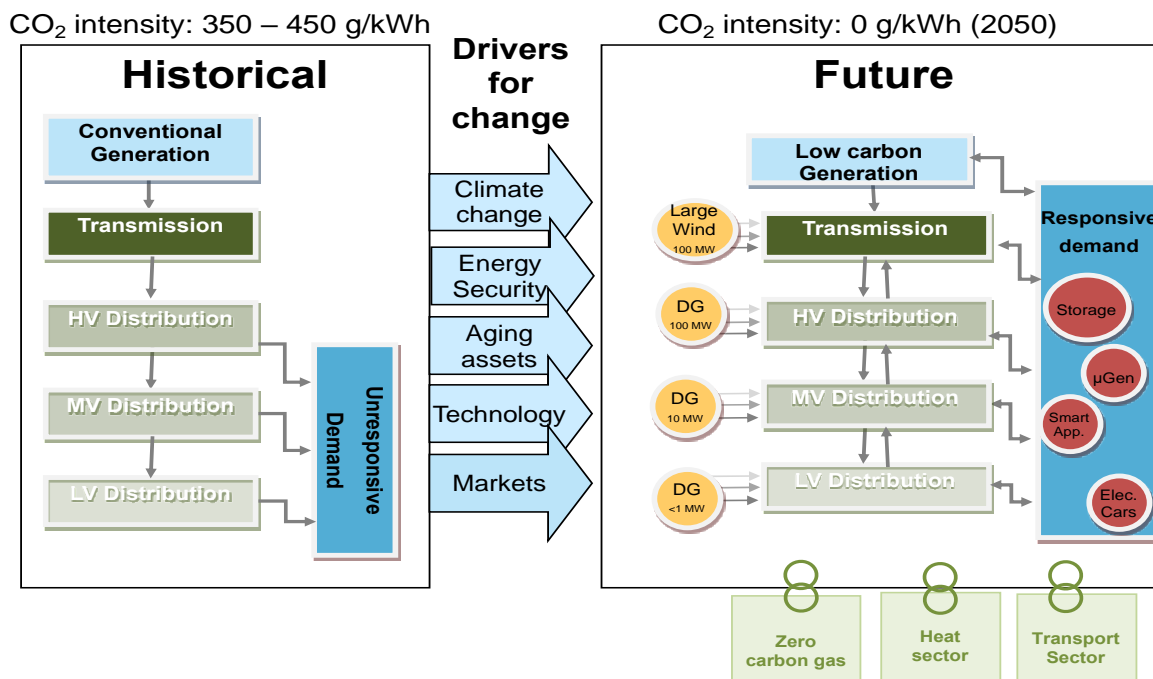 CO₂ intensity: 350 – 450 g/kWh
Historical
Conventional
Generation
Transmission
HV Distribution
MV Distribution
LV Distribution
Unresponsive
Demand
Drivers
for
change
Climate
change
Energy
Security
Aging
assets
Technology
Markets
CO₂ intensity: 0 g/kWh (2050)
Future
Low carbon
Generation
Large
Wind
100 MW
Transmission
DG
100 MW
HV Distribution
DG
10 MW
MV Distribution
DG
<1 MW
LV Distribution
Responsive
demand
Storage
µGen
Smart
App.
Elec.
Cars
Zero
carbon gas
Heat
sector
Transport
Sector